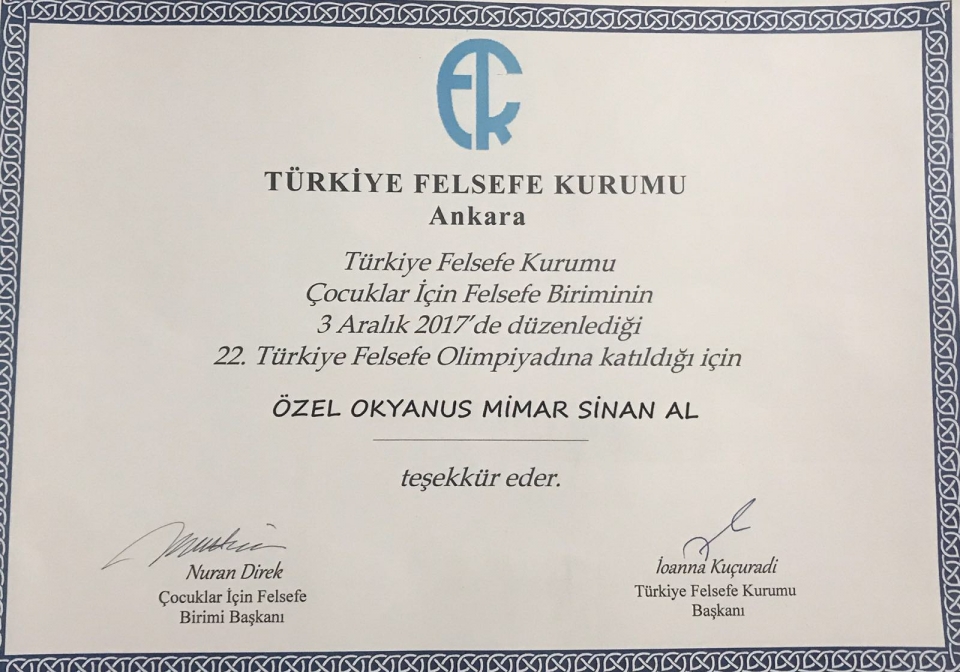 TFK
TÜRKİYE FELSEFE KURUMU
Ankara
Türkiye Felsefe Kurumu
Çocuklar İçin Felsefe Biriminin
3 Aralık 2017'de düzenlediği
22. Türkiye Felsefe Olimpiyadına katıldığı için
ÖZEL OKYANUS MİMAR SİNAN AL
teşekkür eder.
Nuran Direk
Çocuklar İçin Felsefe
Birimi Başkanı
İoanna Kuçuradi
Türkiye Felsefe Kurumu
Başkanı